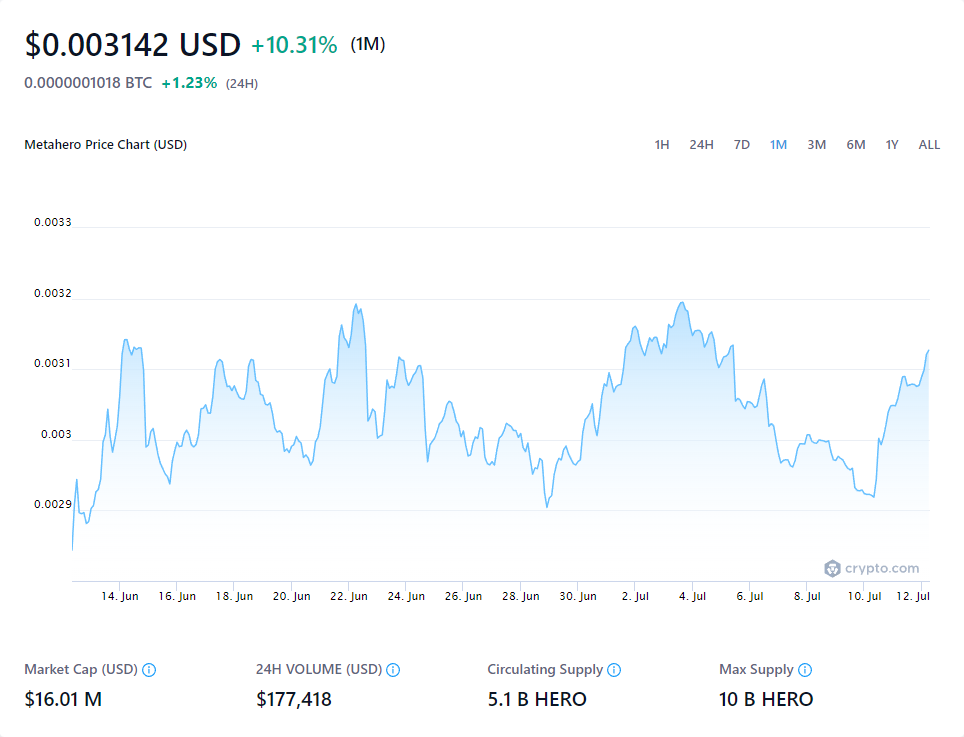 $0.003142 USD +10.31% (1M)
0.0000001018 BTC +1.23% (24H)
Metahero Price Chart (USD) 1H 24H 7D 1M 3M 6M 1Y ALL
0.0033
0.0032
0.0031
0.003
0.0029
crypto.com
14. Jun 16. Jun 18. Jun 20. Jun 22. Jun 24. Jun 26. Jun 28. Jun 30. Jun 2. Jul 4. Jul 6. Jul 8. Jul 10. Jul 12. Jul
Market Cap (USD) 24H VOLUME (USD) Circulating Supply Max Supply
$16.01 M $177,418 5.1 B HERO 10 B HERO